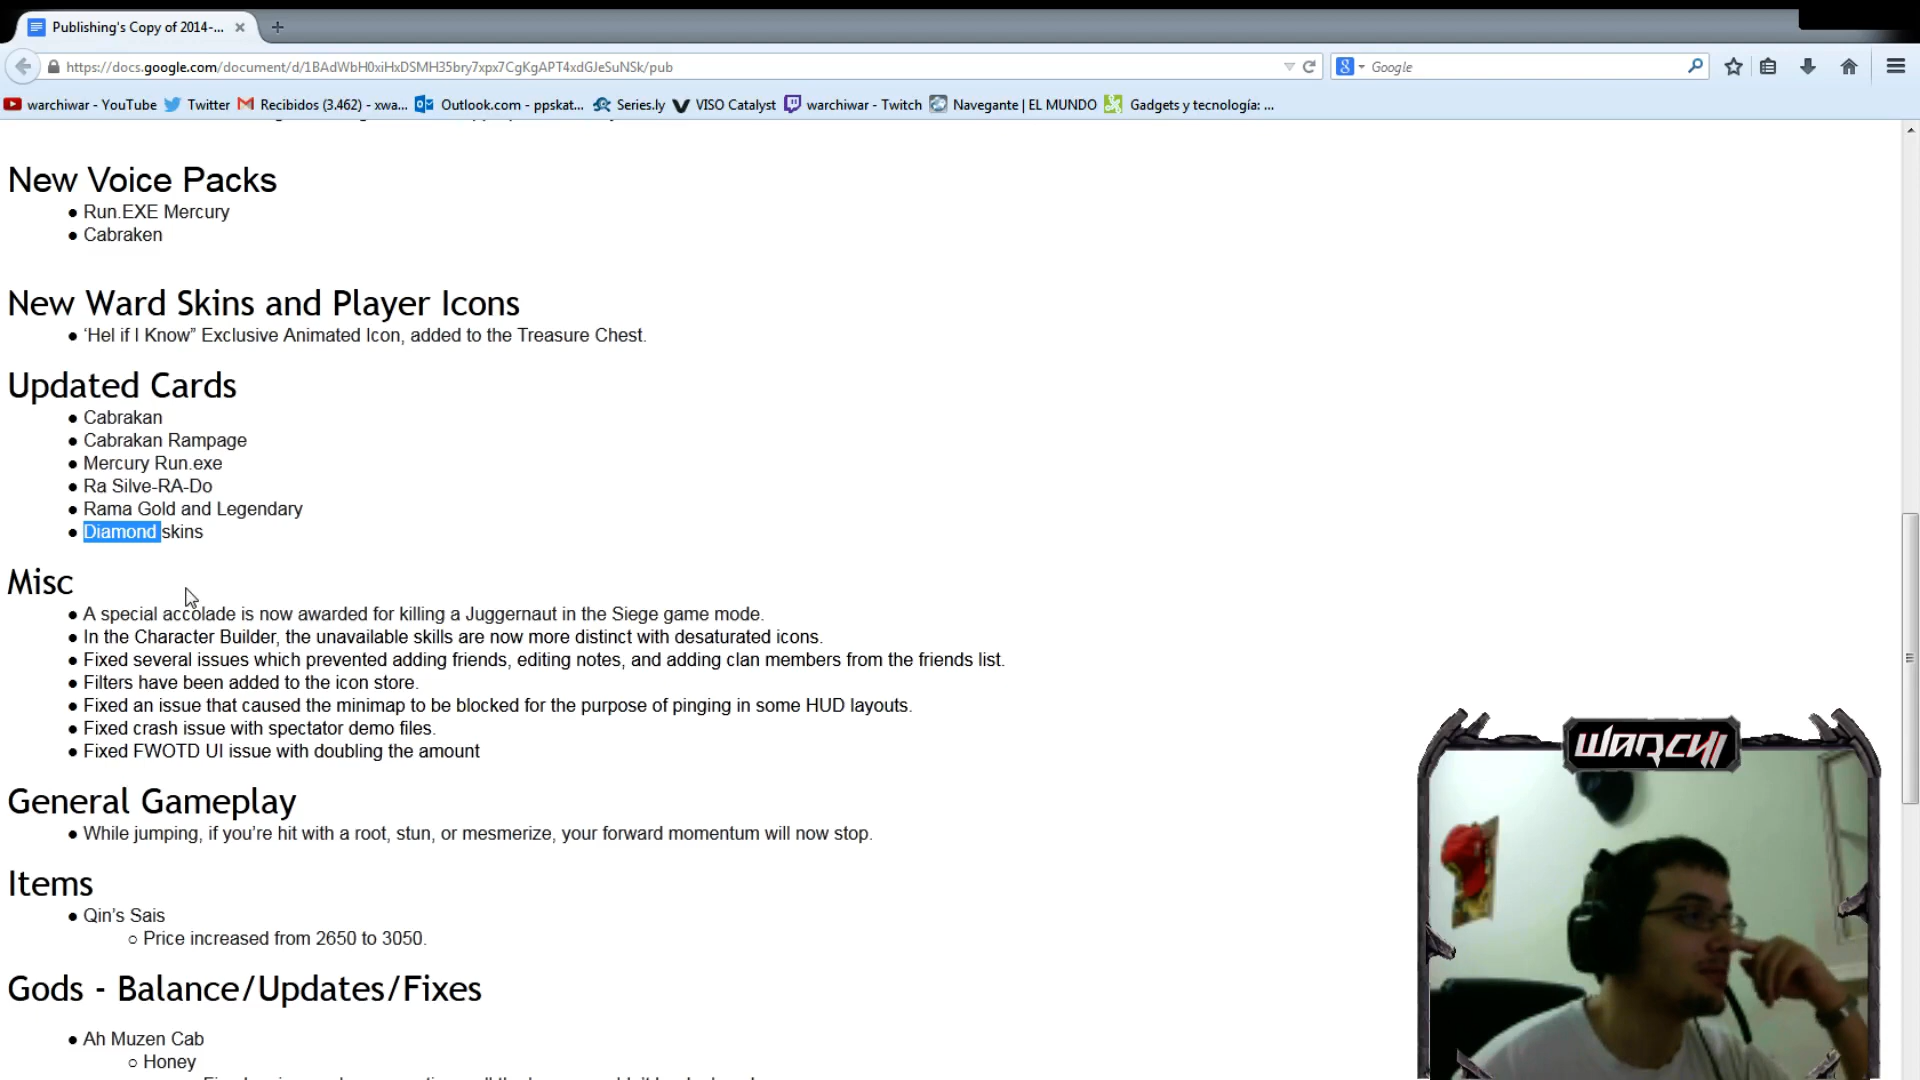 Publishing's Copy of 2014-...
https://docs.google.com/document/d/1BAdWbH0xiHxDSMH35bry7xpx7CgKgAPT4xdGJeSuNSk/pub
Google
warchiwar - YouTube Twitter Recibidos (3.462) - xwa... Outlook.com - ppskat... Series.ly VISO Catalyst warchiwar - Twitch Navegante | EL MUNDO Gadgets y tecnología: ...
New Voice Packs
● Run.EXE Mercury
● Cabraken
New Ward Skins and Player Icons
● ‘Hel if I Know” Exclusive Animated Icon, added to the Treasure Chest.
Updated Cards
● Cabrakan
● Cabrakan Rampage
● Mercury Run.exe
● Ra Silve-RA-Do
● Rama Gold and Legendary
● Diamond skins
Misc
● A special accolade is now awarded for killing a Juggernaut in the Siege game mode.
● In the Character Builder, the unavailable skills are now more distinct with desaturated icons.
● Fixed several issues which prevented adding friends, editing notes, and adding clan members from the friends list.
● Filters have been added to the icon store.
● Fixed an issue that caused the minimap to be blocked for the purpose of pinging in some HUD layouts.
● Fixed crash issue with spectator demo files.
● Fixed FWOTD UI issue with doubling the amount
WARCHI
General Gameplay
● While jumping, if you’re hit with a root, stun, or mesmerize, your forward momentum will now stop.
Items
● Qin’s Sais
○ Price increased from 2650 to 3050.
Gods - Balance/Updates/Fixes
● Ah Muzen Cab
○ Honey